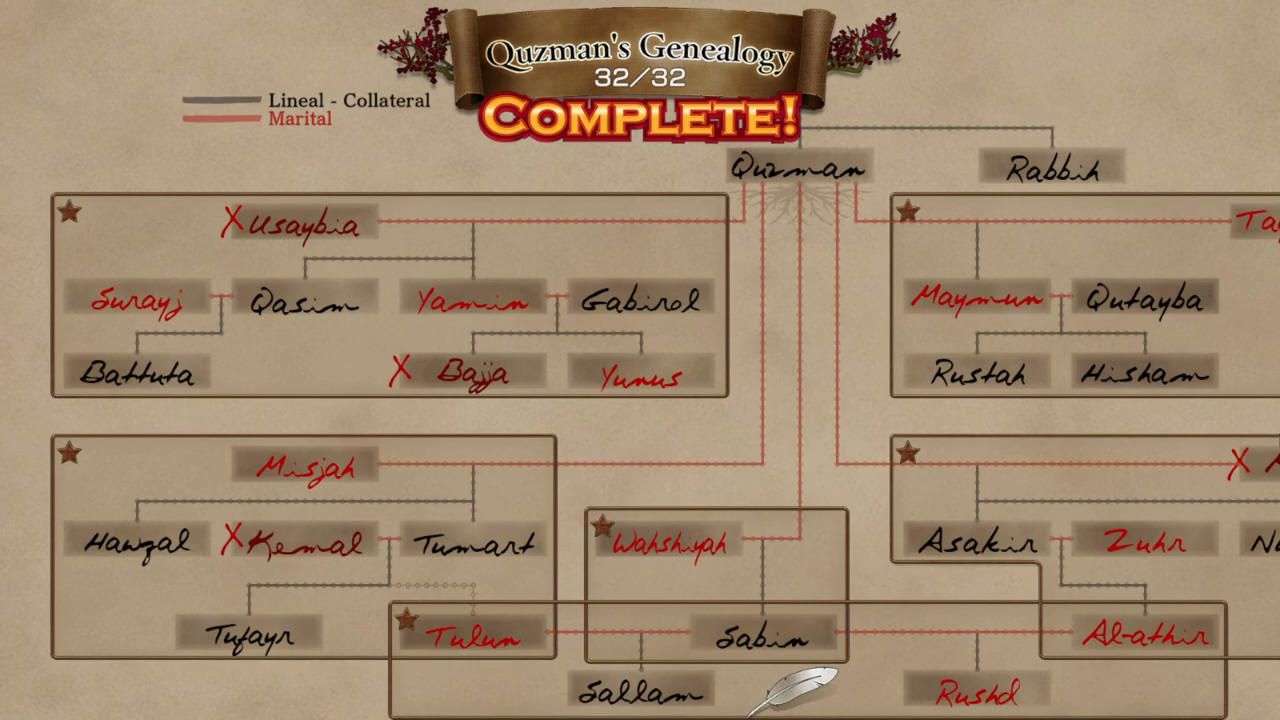 Quzman's Genealogy
32/32
COMPLETE!
Lineal - Collateral
Marital
Quzman
Rabbih
X Usaybia
Surayj
Qasim
Yamin
Gabirol
Maymun
Qutayba
Battuta
X Bajja
Yunus
Rustah
Hisham
Misjah
X
Hawqal
X Kemal
Tumart
Wahshiyah
Asakir
Zuhr
Tufayr
Tulun
Sabin
Al-athir
Sallam
Rushd